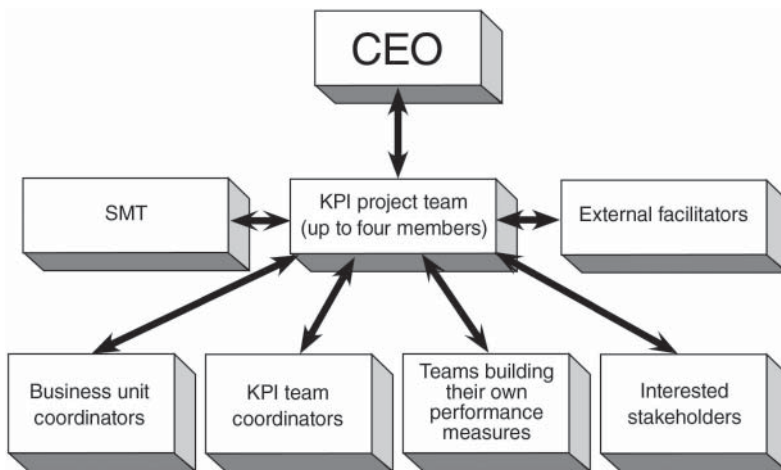 CEO
SMT
KPI project team
(up to four members)
External facilitators
Business unit
coordinators
KPI team
coordinators
Teams building
their own
performance
measures
Interested
stakeholders